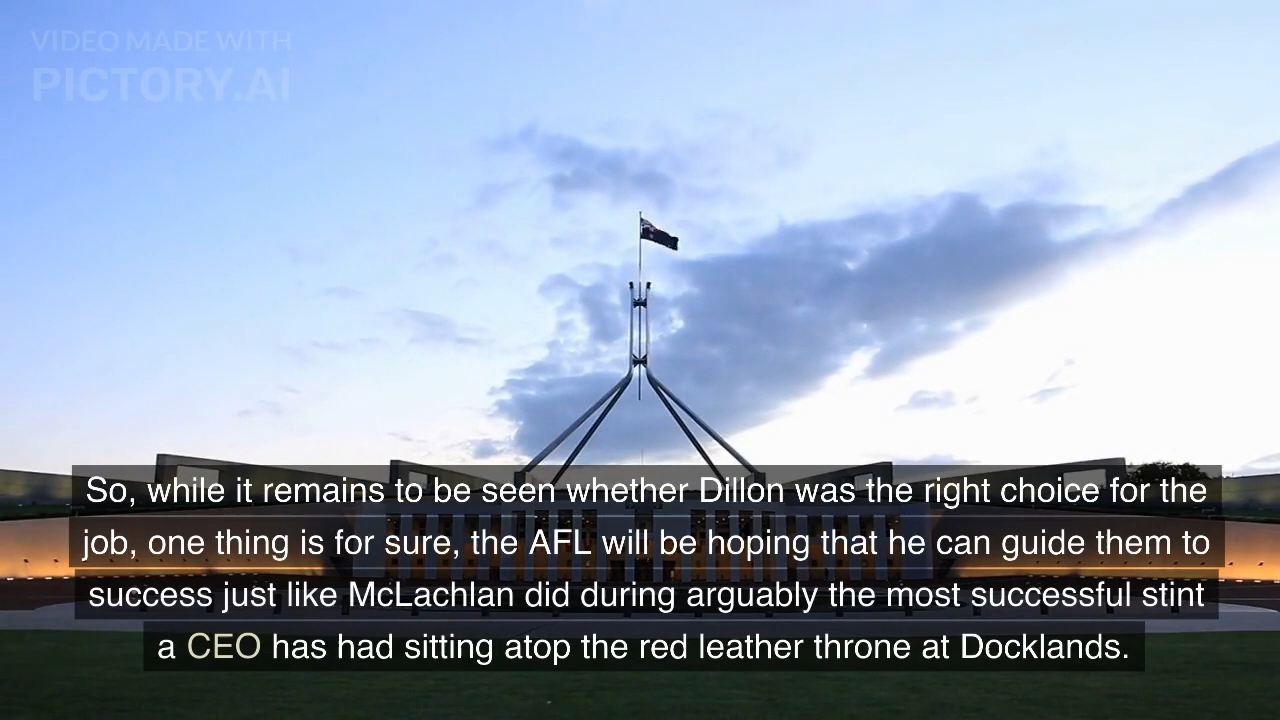 VIDEO MADE WITH
PICTORY.AI
So, while it remains to be seen whether Dillon was the right choice for the
job, one thing is for sure, the AFL will be hoping that he can guide them to
success just like McLachlan did during arguably the most successful stint
a CEO has had sitting atop the red leather throne at Docklands.